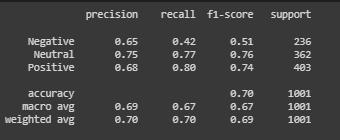 precision recall f1-score support
Negative 0.65 0.42 0.51 236
Neutral 0.75 0.77 0.76 362
Positive 0.68 0.80 0.74 403
accuracy 0.70 1001
macro avg 0.69 0.67 0.67 1001
weighted avg 0.70 0.70 0.69 1001